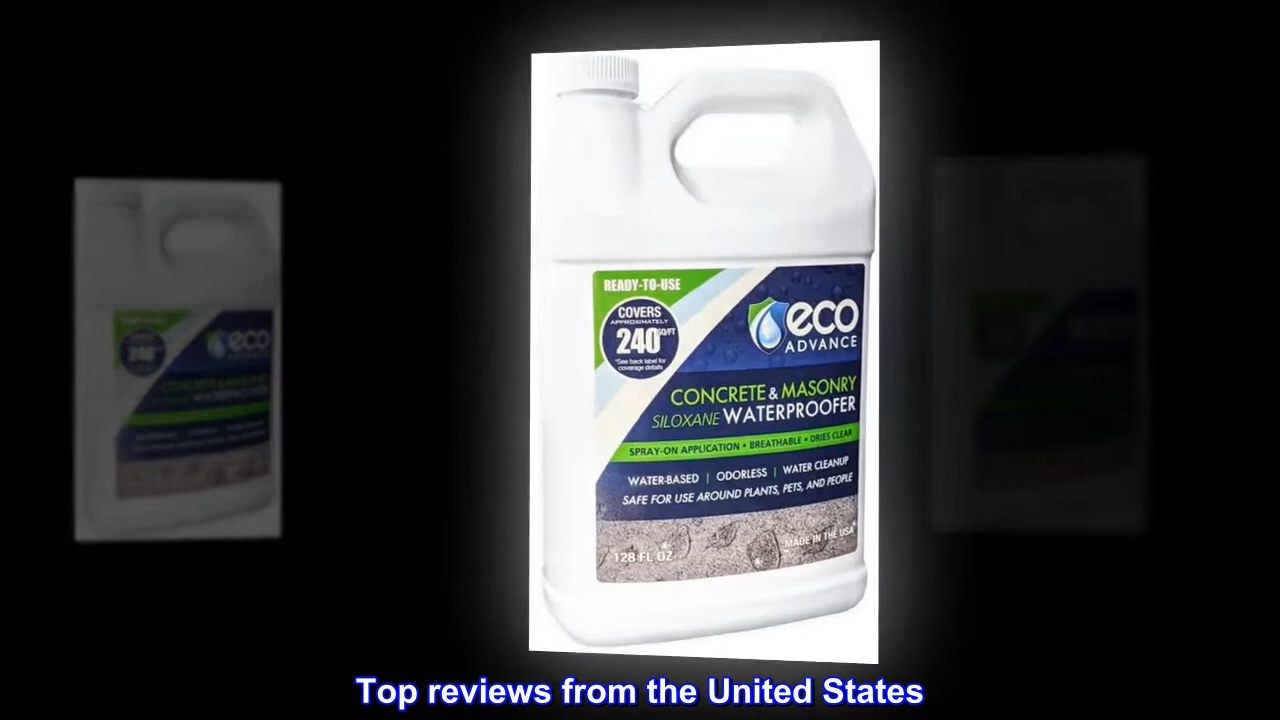 READY-TO-USE
COVERS
APPROXIMATELY
240 SQ/FT
*See back label for
coverage details
eco
ADVANCE
CONCRETE & MASONRY
SILOXANE WATERPROOFER
SPRAY-ON APPLICATION • BREATHABLE • DRIES CLEAR
WATER-BASED | ODORLESS | WATER CLEANUP
SAFE FOR USE AROUND PLANTS, PETS, AND PEOPLE
128 FL OZ
MADE IN THE USA*
Top reviews from the United States